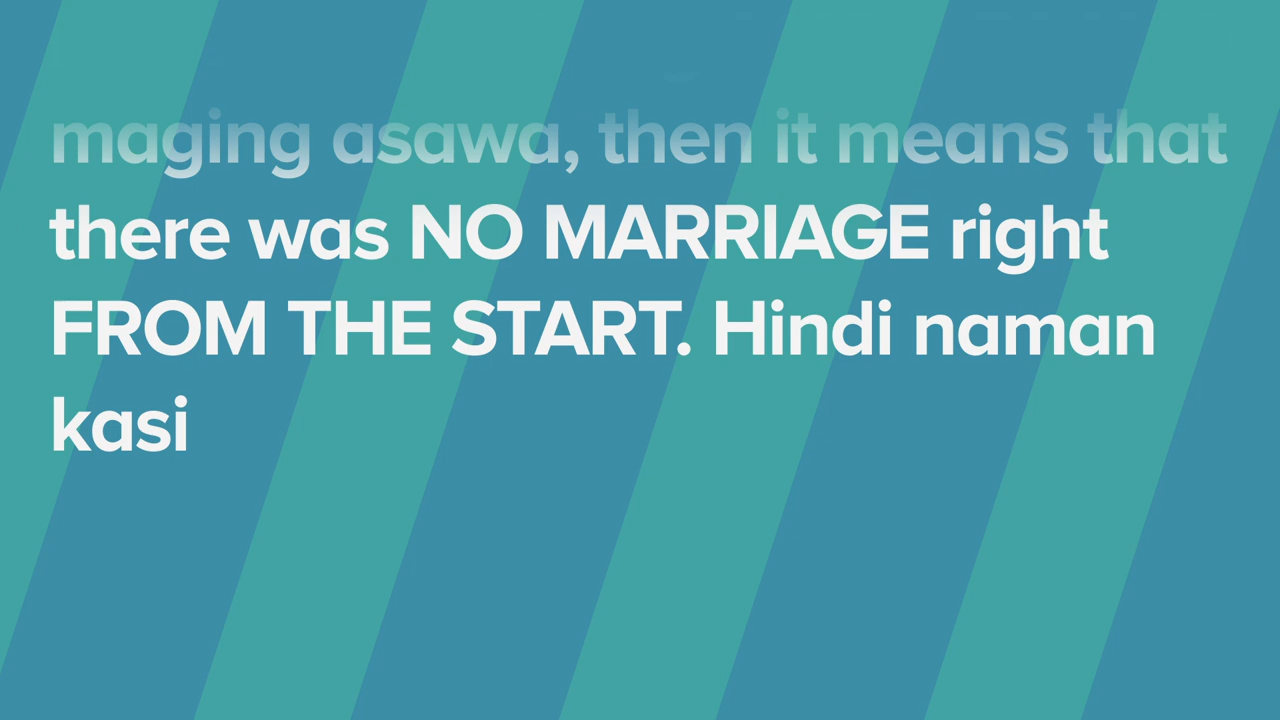 maging asawa, then it means that
there was NO MARRIAGE right
FROM THE START. Hindi naman
kasi